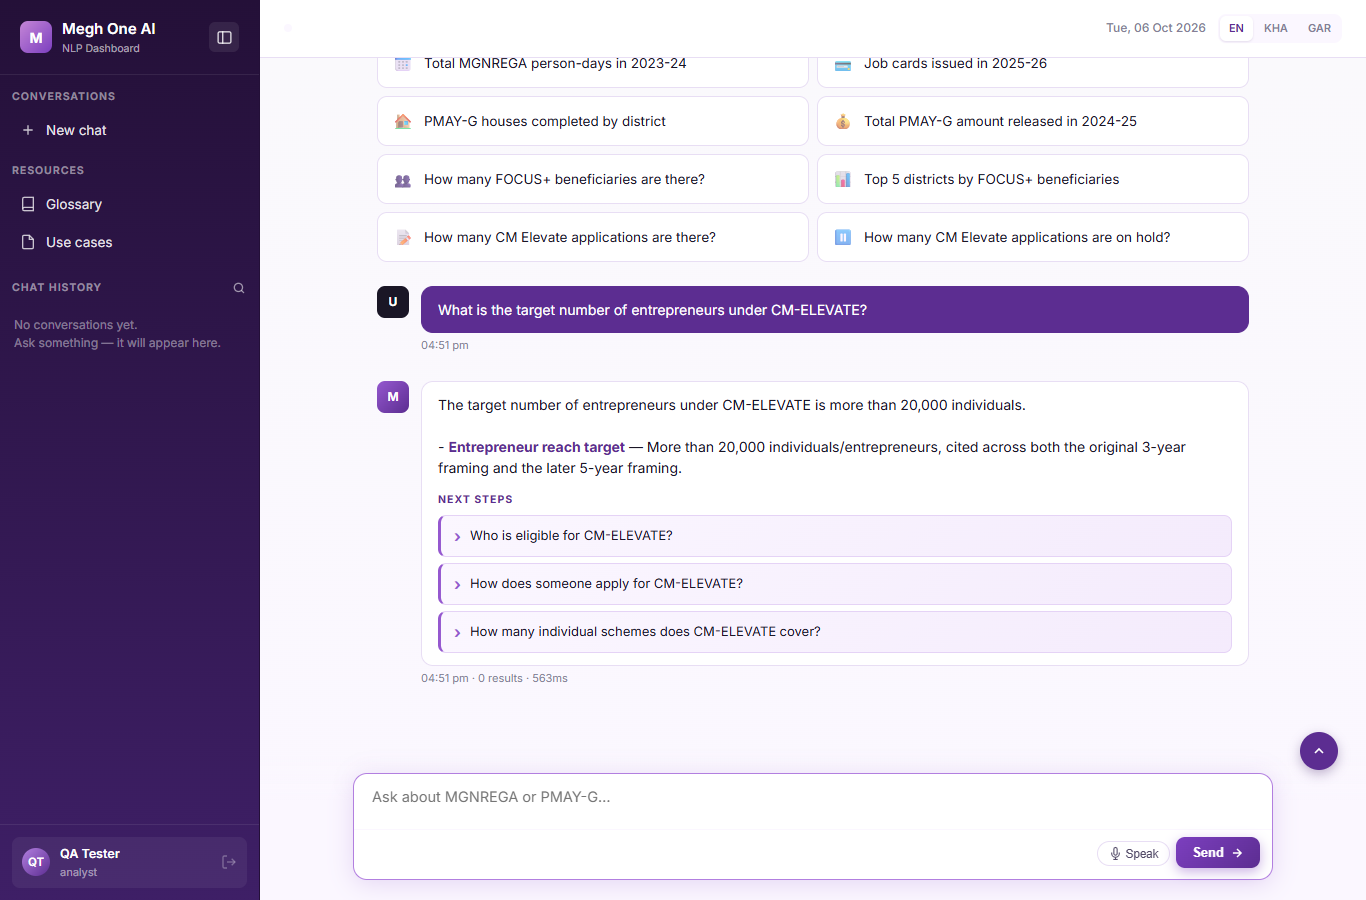 M
Megh One AI
NLP Dashboard
CONVERSATIONS
New chat
RESOURCES
Glossary
Use cases
CHAT HISTORY
No conversations yet.
Ask something — it will appear here.
QT
QA Tester
analyst
Tue, 06 Oct 2026
EN
KHA
GAR
Total MGNREGA person-days in 2023-24
Job cards issued in 2025-26
PMAY-G houses completed by district
Total PMAY-G amount released in 2024-25
How many FOCUS+ beneficiaries are there?
Top 5 districts by FOCUS+ beneficiaries
How many CM Elevate applications are there?
How many CM Elevate applications are on hold?
U
What is the target number of entrepreneurs under CM-ELEVATE?
04:51 pm
M
The target number of entrepreneurs under CM-ELEVATE is more than 20,000 individuals.
- Entrepreneur reach target — More than 20,000 individuals/entrepreneurs, cited across both the original 3-year
framing and the later 5-year framing.
NEXT STEPS
Who is eligible for CM-ELEVATE?
How does someone apply for CM-ELEVATE?
How many individual schemes does CM-ELEVATE cover?
04:51 pm · 0 results · 563ms
Ask about MGNREGA or PMAY-G...
Speak
Send →